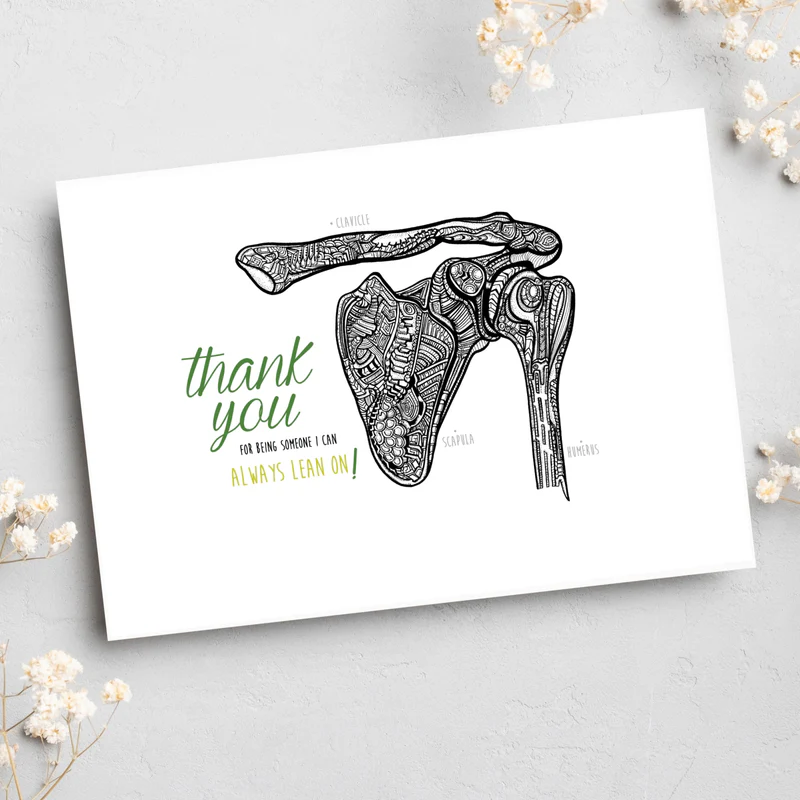 • CLAVICLE
thank
you
FOR BEING SOMEONE I CAN
ALWAYS LEAN ON!
SCAPULA
HUMERUS